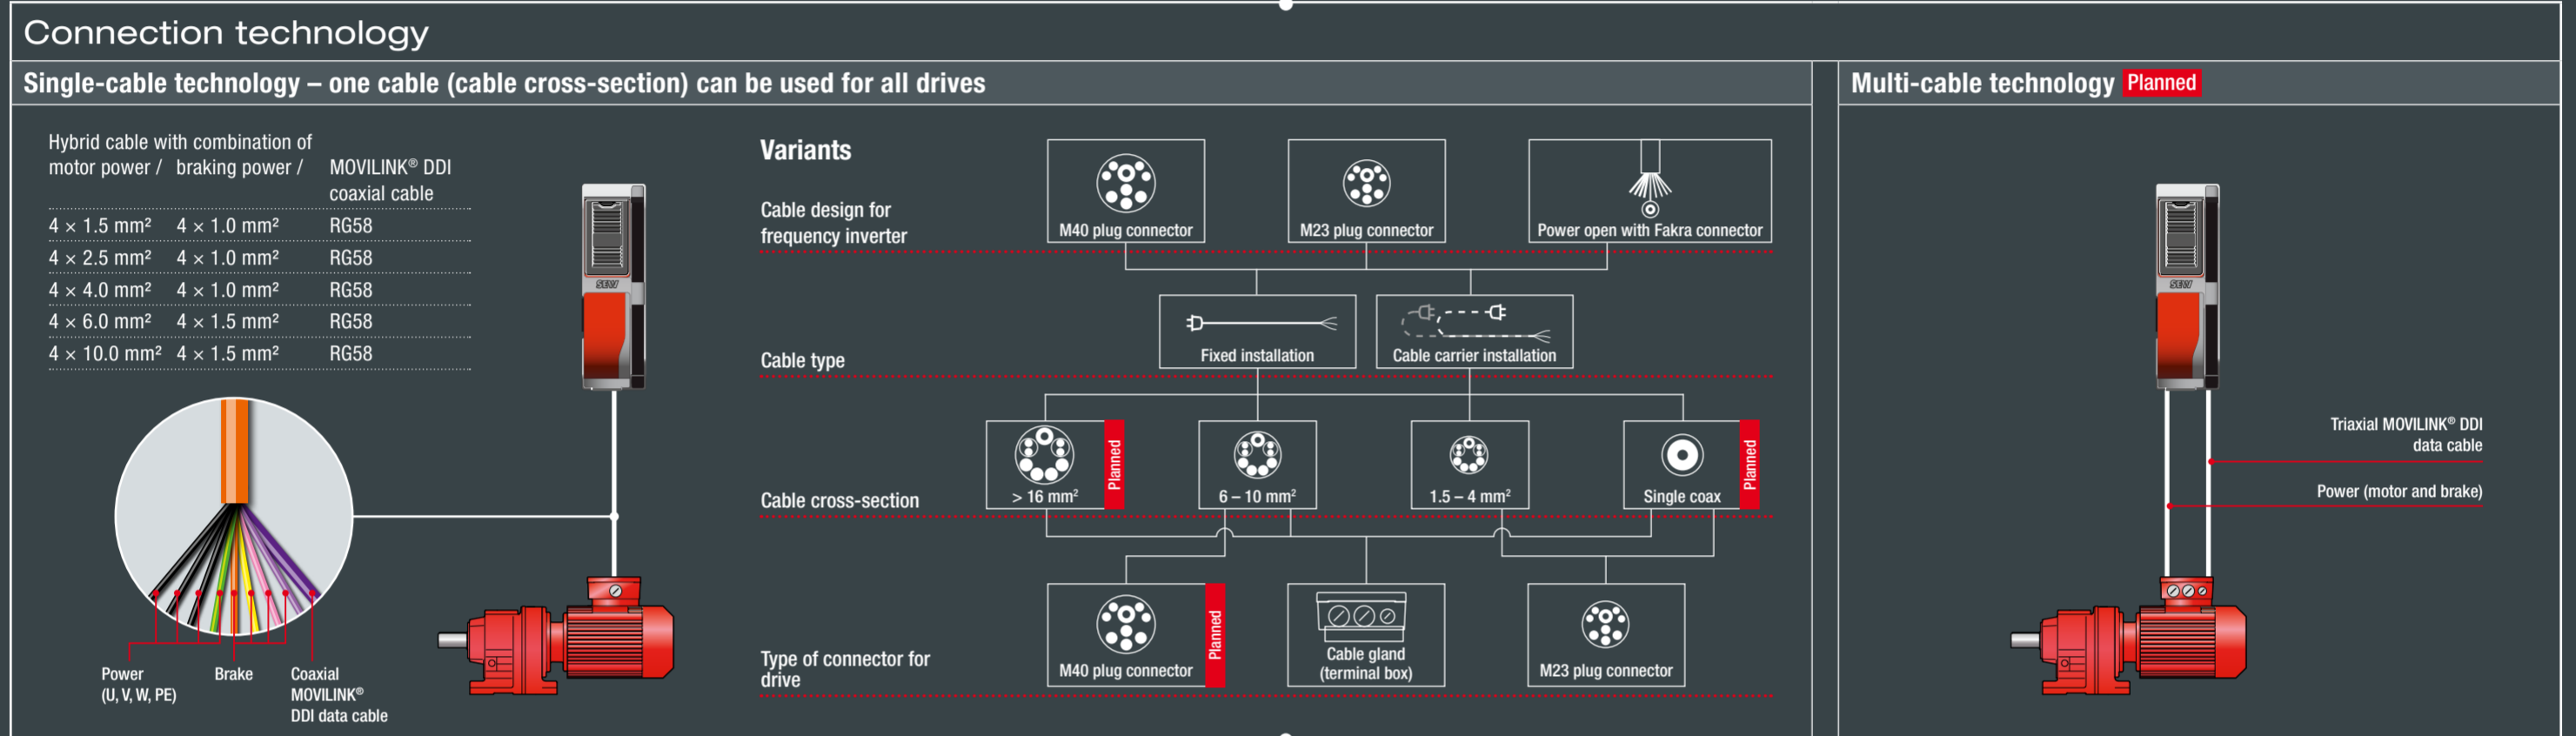 Connection technology
Single-cable technology – one cable (cable cross-section) can be used for all drives
Hybrid cable with combination of
motor power / braking power / MOVILINK® DDI
coaxial cable
4 × 1.5 mm² 4 × 1.0 mm² RG58
4 × 2.5 mm² 4 × 1.0 mm² RG58
4 × 4.0 mm² 4 × 1.0 mm² RG58
4 × 6.0 mm² 4 × 1.5 mm² RG58
4 × 10.0 mm² 4 × 1.5 mm² RG58
SEW
Power
(U, V, W, PE)
Brake
Coaxial
MOVILINK®
DDI data cable
Variants
Cable design for
frequency inverter
M40 plug connector
M23 plug connector
Power open with Fakra connector
Cable type
Fixed installation
Cable carrier installation
Cable cross-section
> 16 mm²
Planned
6 – 10 mm²
1.5 – 4 mm²
Single coax
Planned
Type of connector for
drive
M40 plug connector
Planned
Cable gland
(terminal box)
M23 plug connector
Multi-cable technology Planned
SEW
Triaxial MOVILINK® DDI
data cable
Power (motor and brake)